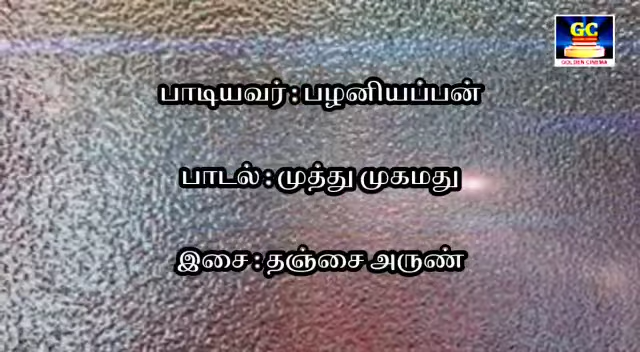 GC
GOLDEN CINEMA
பாடியவர் : பழனியப்பன்
பாடல் : முத்து முகமது
இசை : தஞ்சை அருண்